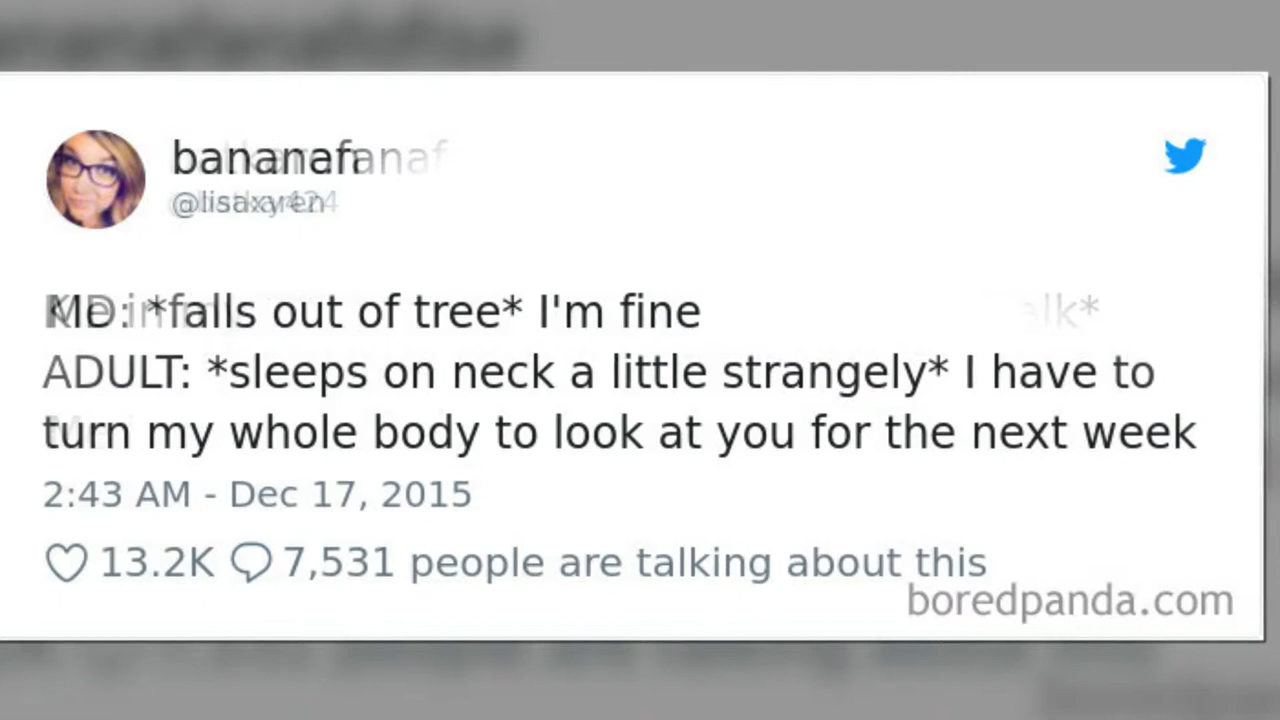 KID: *falls out of tree* I'm fine
ADULT: *sleeps on neck a little strangely* I have to
turn my whole body to look at you for the next week
2:43 AM - Dec 17, 2015
13.2K 7,531 people are talking about this
boredpanda.com